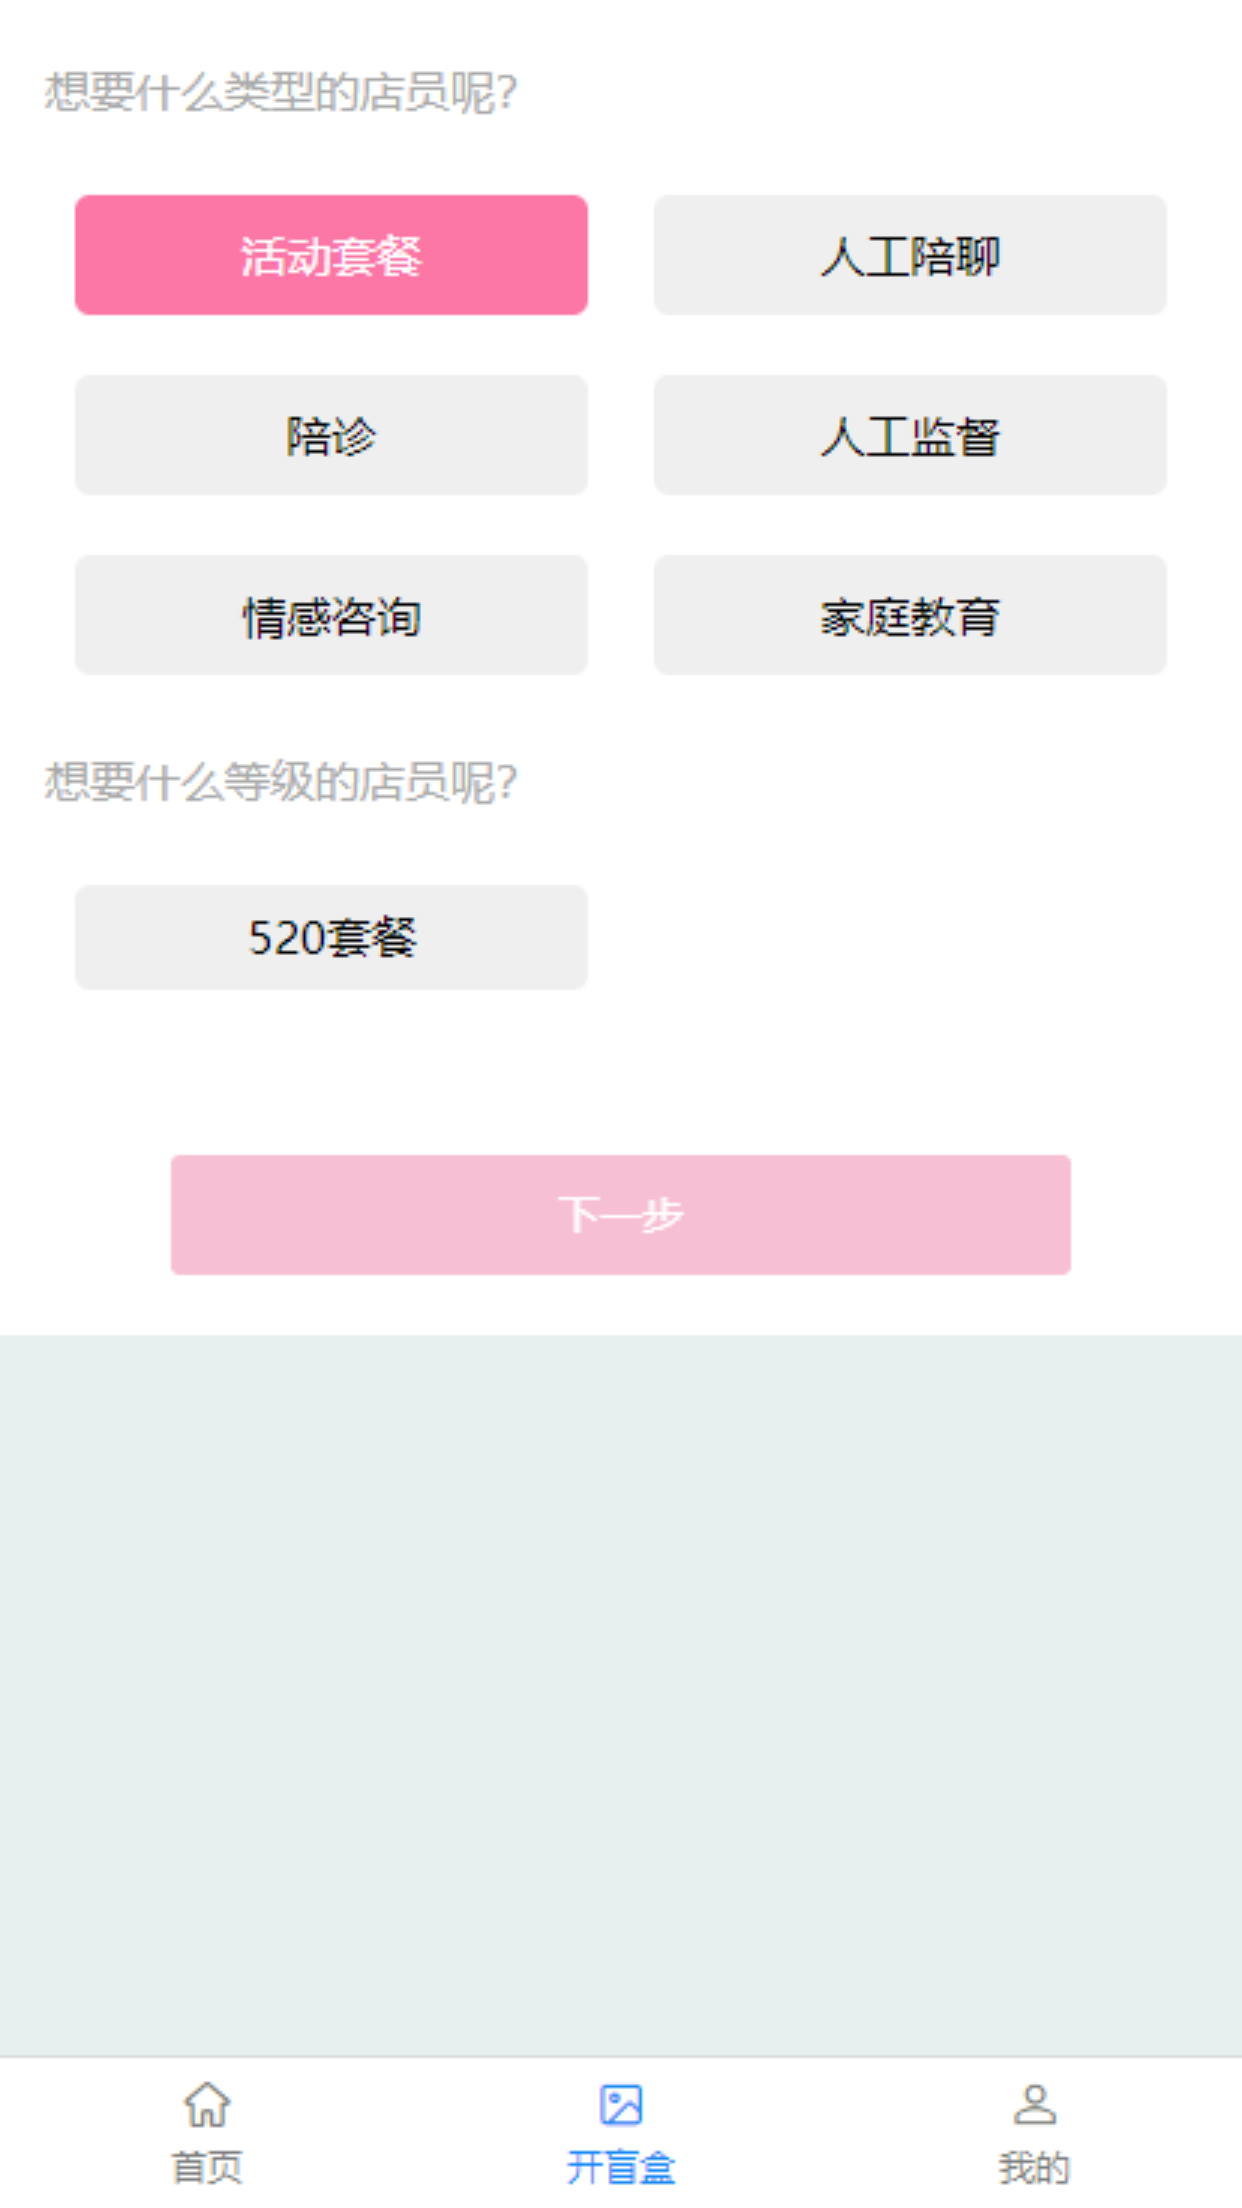 想要什么类型的店员呢?
活动套餐
人工陪聊
陪诊
人工监督
情感咨询
家庭教育
想要什么等级的店员呢?
520套餐
下一步
首页
开盲盒
我的